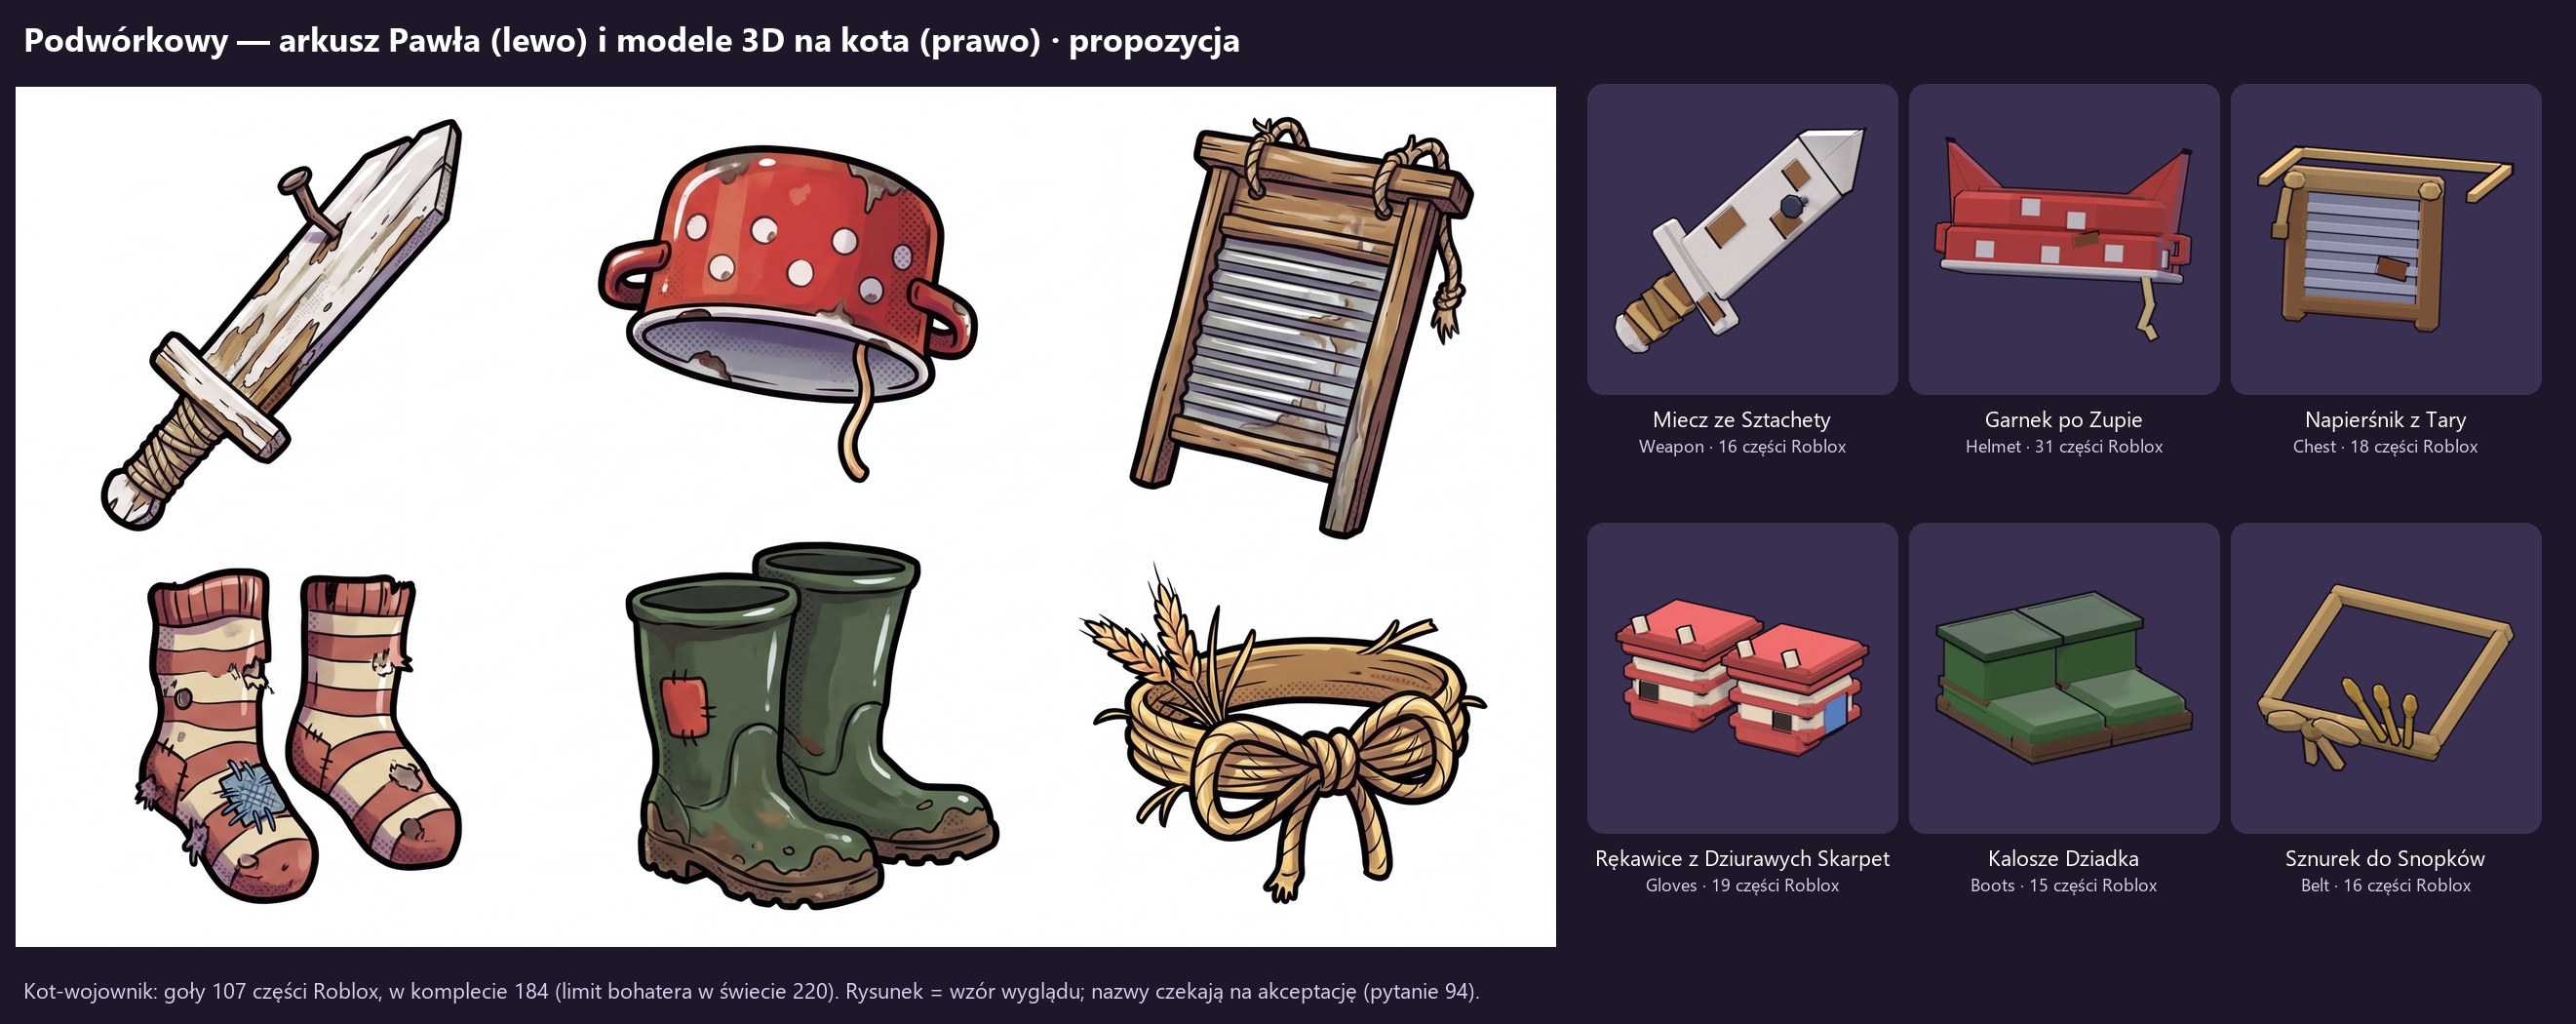 Podwórkowy — arkusz Pawła (lewo) i modele 3D na kota (prawo) · propozycja
Miecz ze Sztachety
Weapon · 16 części Roblox
Garnek po Zupie
Helmet · 31 części Roblox
Napierśnik z Tary
Chest · 18 części Roblox
Rękawice z Dziurawych Skarpet
Gloves · 19 części Roblox
Kalosze Dziadka
Boots · 15 części Roblox
Sznurek do Snopków
Belt · 16 części Roblox
Kot-wojownik: goły 107 części Roblox, w komplecie 184 (limit bohatera w świecie 220). Rysunek = wzór wyglądu; nazwy czekają na akceptację (pytanie 94).